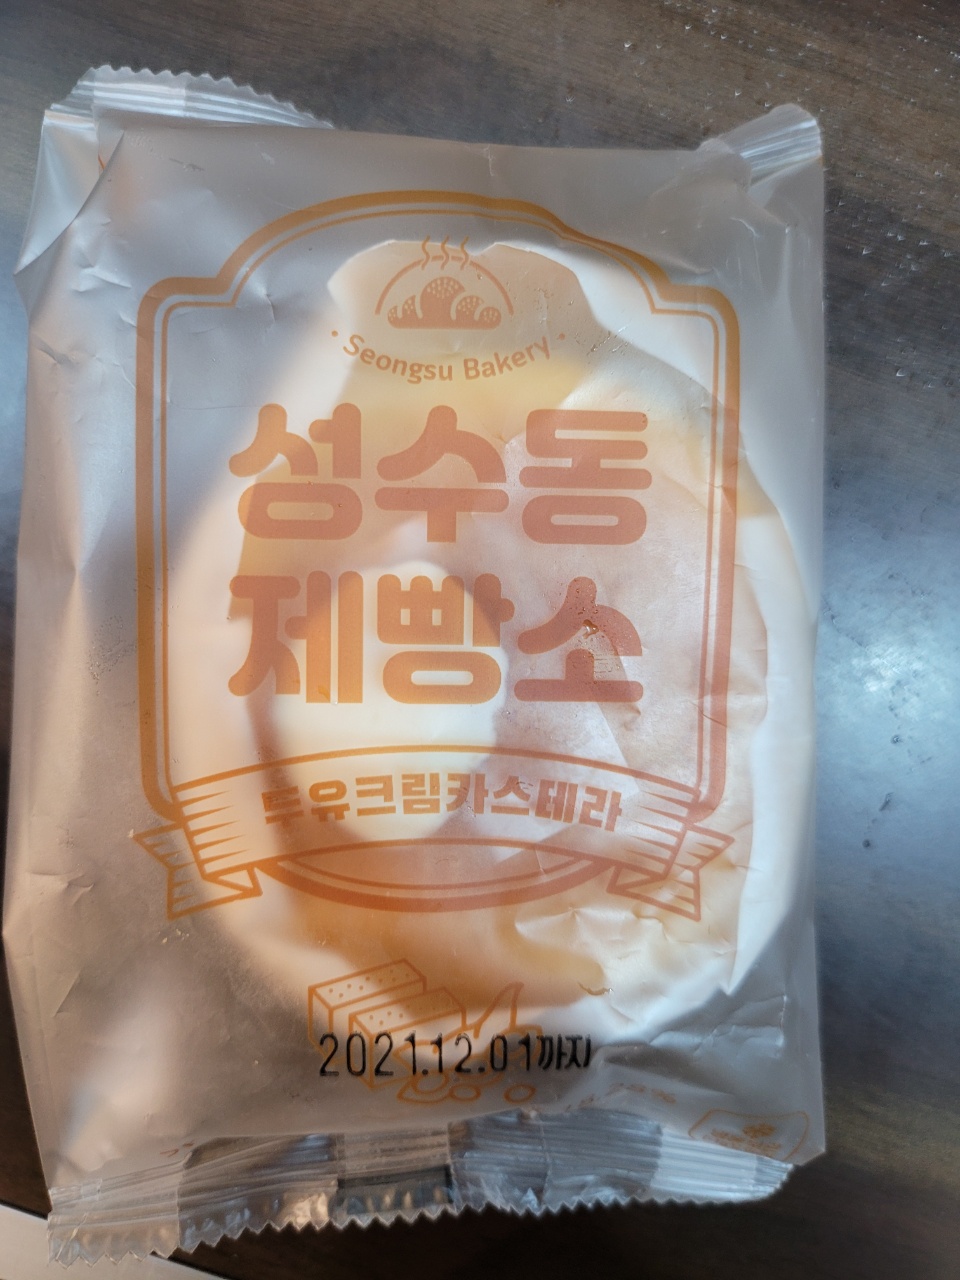 · Seongsu Bakery ·
성수동
제빵소
두유크림카스테라
2021.12.01까지